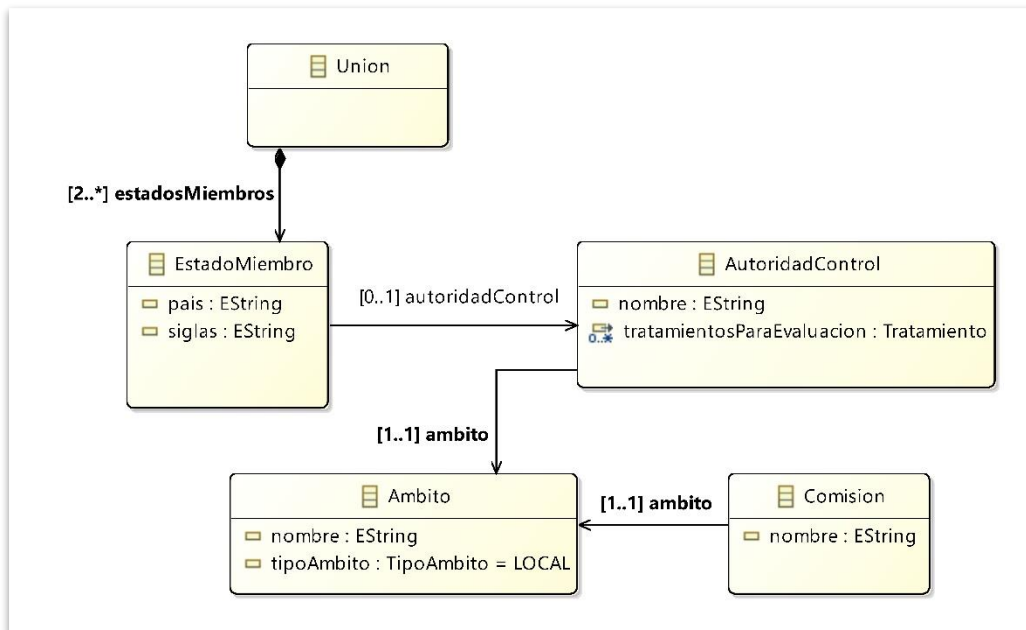 Union
[2..*] estadosMiembros
EstadoMiembro
pais : EString
siglas : EString
[0..1] autoridadControl
AutoridadControl
nombre : EString
0..* tratamientosParaEvaluacion : Tratamiento
[1..1] ambito
Ambito
nombre : EString
tipoAmbito : TipoAmbito = LOCAL
[1..1] ambito
Comision
nombre : EString